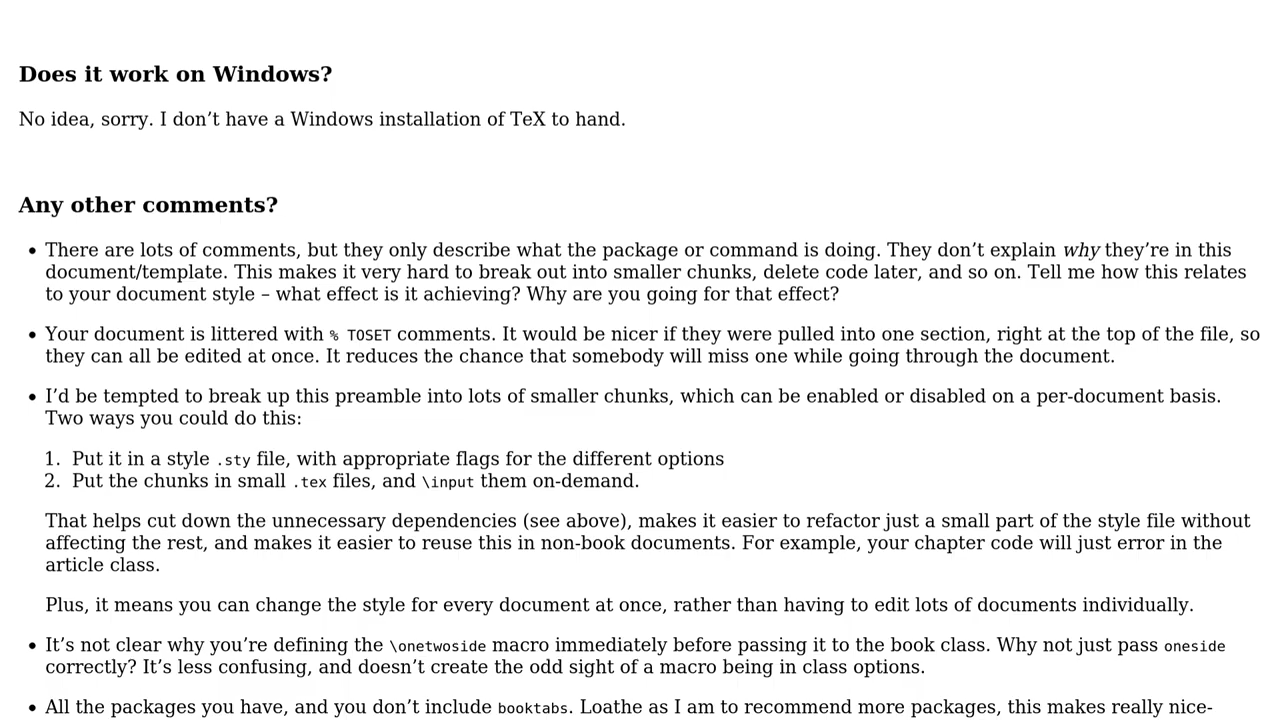 Does it work on Windows?
No idea, sorry. I don’t have a Windows installation of TeX to hand.
Any other comments?
• There are lots of comments, but they only describe what the package or command is doing. They don’t explain why they’re in this
document/template. This makes it very hard to break out into smaller chunks, delete code later, and so on. Tell me how this relates
to your document style – what effect is it achieving? Why are you going for that effect?
• Your document is littered with % TOSET comments. It would be nicer if they were pulled into one section, right at the top of the file, so
they can all be edited at once. It reduces the chance that somebody will miss one while going through the document.
• I’d be tempted to break up this preamble into lots of smaller chunks, which can be enabled or disabled on a per-document basis.
Two ways you could do this:
1. Put it in a style .sty file, with appropriate flags for the different options
2. Put the chunks in small .tex files, and \input them on-demand.
That helps cut down the unnecessary dependencies (see above), makes it easier to refactor just a small part of the style file without
affecting the rest, and makes it easier to reuse this in non-book documents. For example, your chapter code will just error in the
article class.
Plus, it means you can change the style for every document at once, rather than having to edit lots of documents individually.
• It’s not clear why you’re defining the \onetwoside macro immediately before passing it to the book class. Why not just pass oneside
correctly? It’s less confusing, and doesn’t create the odd sight of a macro being in class options.
• All the packages you have, and you don’t include booktabs. Loathe as I am to recommend more packages, this makes really nice-